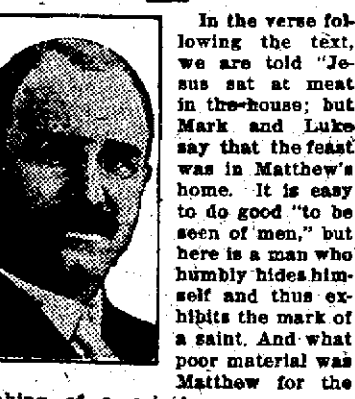 In the verse fol-
lowing the text,
we are told "Je-
sus sat at meat
in the house; but
Mark and Luke
say that the feast
was in Matthew's
home. It is easy
to do good "to be
seen of men," but
here is a man who
humbly hides him-
self and thus ex-
hibits the mark of
a saint. And what
poor material was
Matthew for the